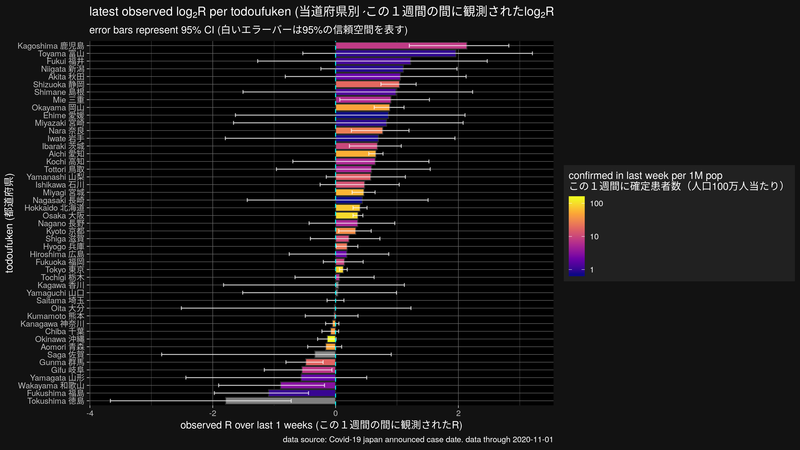 latest observed log2R per todoufuken (当道府県別 この１週間の間に観測されたlog2R
error bars represent 95% CI (白いエラーバーは95%の信頼空間を表す)
todoufuken (都道府県)
Kagoshima 鹿児島
Toyama 富山
Fukui 福井
Niigata 新潟
Akita 秋田
Shizuoka 静岡
Shimane 島根
Mie 三重
Okayama 岡山
Ehime 愛媛
Miyazaki 宮崎
Nara 奈良
Iwate 岩手
Ibaraki 茨城
Aichi 愛知
Kochi 高知
Tottori 鳥取
Yamanashi 山梨
Ishikawa 石川
Miyagi 宮城
Nagasaki 長崎
Hokkaido 北海道
Osaka 大阪
Nagano 長野
Kyoto 京都
Shiga 滋賀
Hyogo 兵庫
Hiroshima 広島
Fukuoka 福岡
Tokyo 東京
Tochigi 栃木
Kagawa 香川
Yamaguchi 山口
Saitama 埼玉
Oita 大分
Kumamoto 熊本
Kanagawa 神奈川
Chiba 千葉
Okinawa 沖縄
Aomori 青森
Saga 佐賀
Gunma 群馬
Gifu 岐阜
Yamagata 山形
Wakayama 和歌山
Fukushima 福島
Tokushima 徳島
-4 -2 0 2
observed R over last 1 weeks (この１週間の間に観測されたR)
data source: Covid-19 japan announced case date. data through 2020-11-01
confirmed in last week per 1M pop
この１週間に確定患者数（人口100万人当たり）
100
10
1